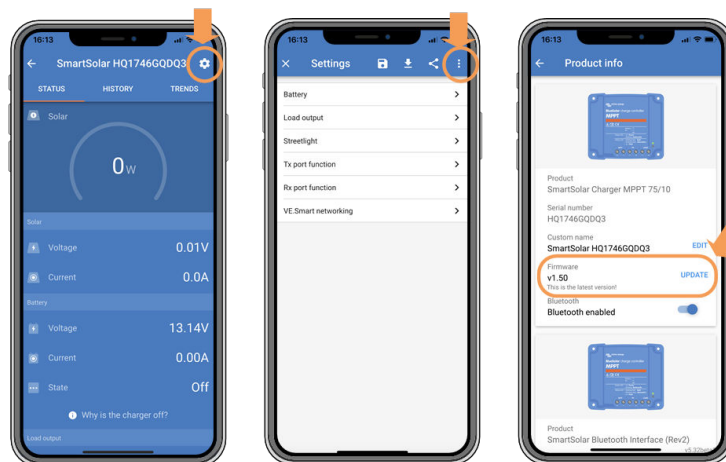 16:13
SmartSolar HQ1746GQDQ3
STATUS HISTORY TRENDS
Solar
0W
Solar
Voltage 0.01V
Current 0.0A
Battery
Voltage 13.14V
Current 0.00A
State Off
Why is the charger off?
Load output
16:13
Settings
Battery
Load output
Streetlight
Tx port function
Rx port function
VE.Smart networking
16:13
Product info
MPPT
Product
SmartSolar Charger MPPT 75/10
Serial number
HQ1746GQDQ3
Custom name
SmartSolar HQ1746GQDQ3 EDIT
Firmware
v1.50 UPDATE
This is the latest version!
Bluetooth
Bluetooth enabled
MPPT
Product
SmartSolar Bluetooth Interface (Rev2)